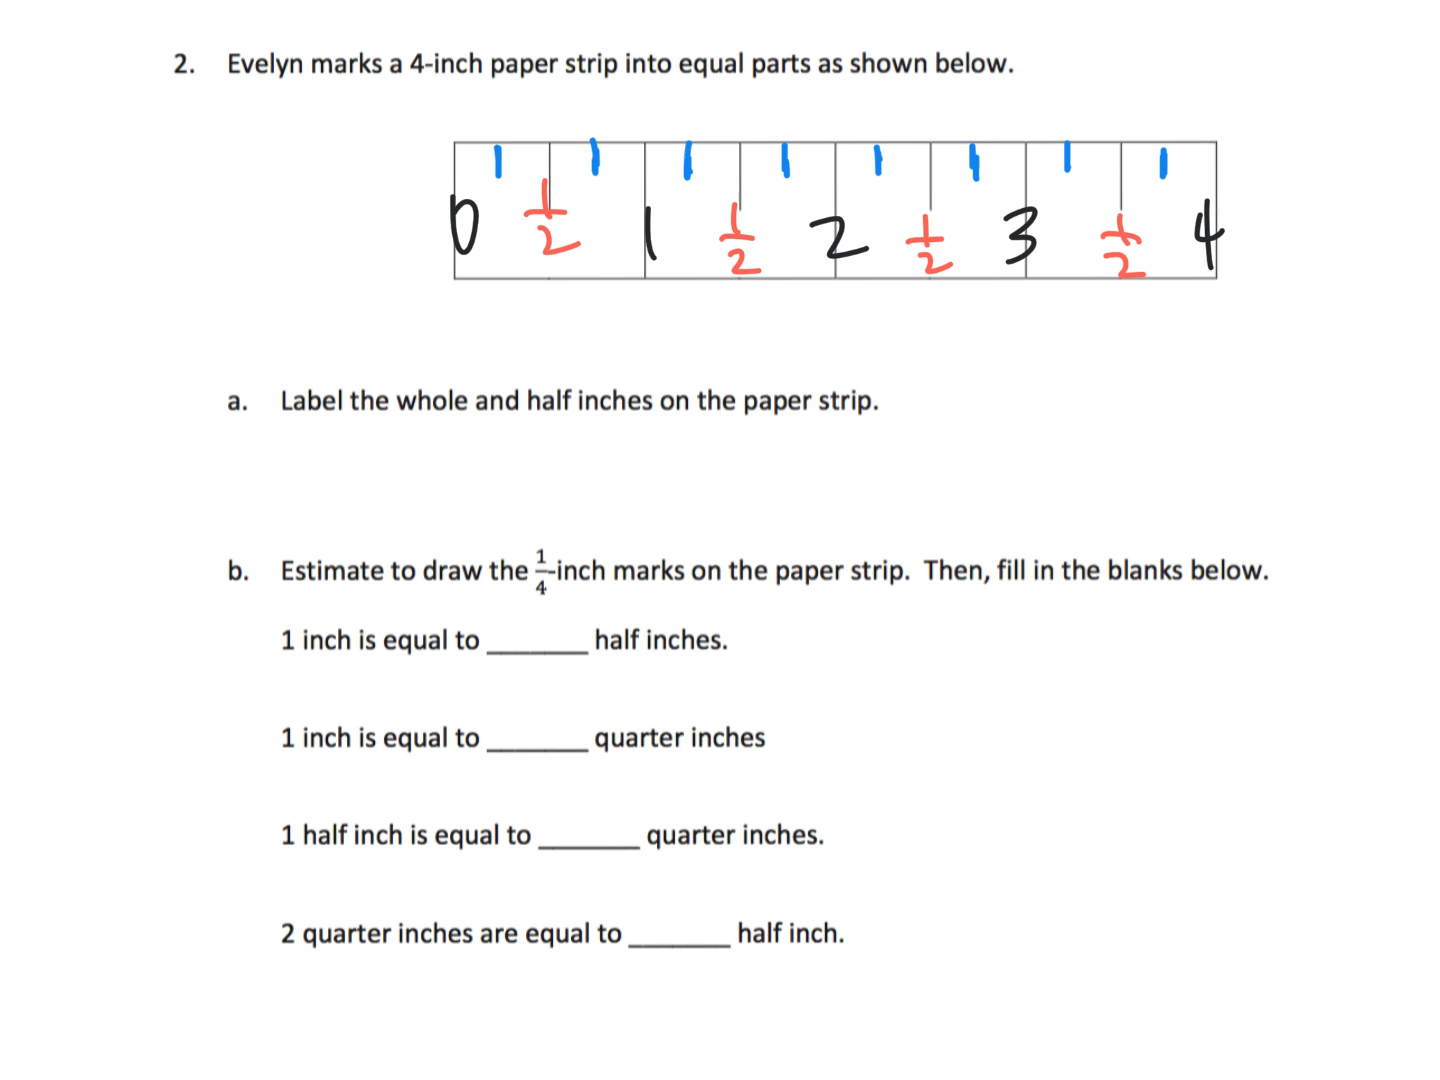 2. Evelyn marks a 4-inch paper strip into equal parts as shown below.
0 1/2 1 1/2 2 1/2 3 1/2 4
a. Label the whole and half inches on the paper strip.
b. Estimate to draw the 1/4-inch marks on the paper strip. Then, fill in the blanks below.
1 inch is equal to _______ half inches.
1 inch is equal to _______ quarter inches
1 half inch is equal to _______ quarter inches.
2 quarter inches are equal to _______ half inch.